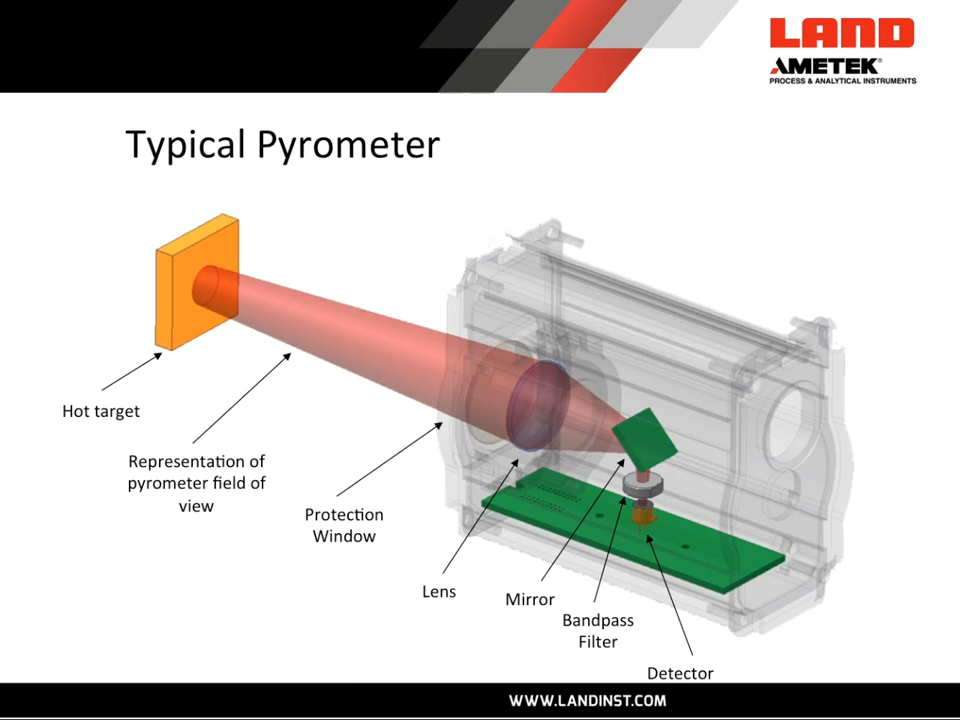 LAND
AMETEK®
PROCESS & ANALYTICAL INSTRUMENTS
Typical Pyrometer
Hot target
Representation of
pyrometer field of
view
Protection
Window
Lens
Mirror
Bandpass
Filter
Detector
WWW.LANDINST.COM